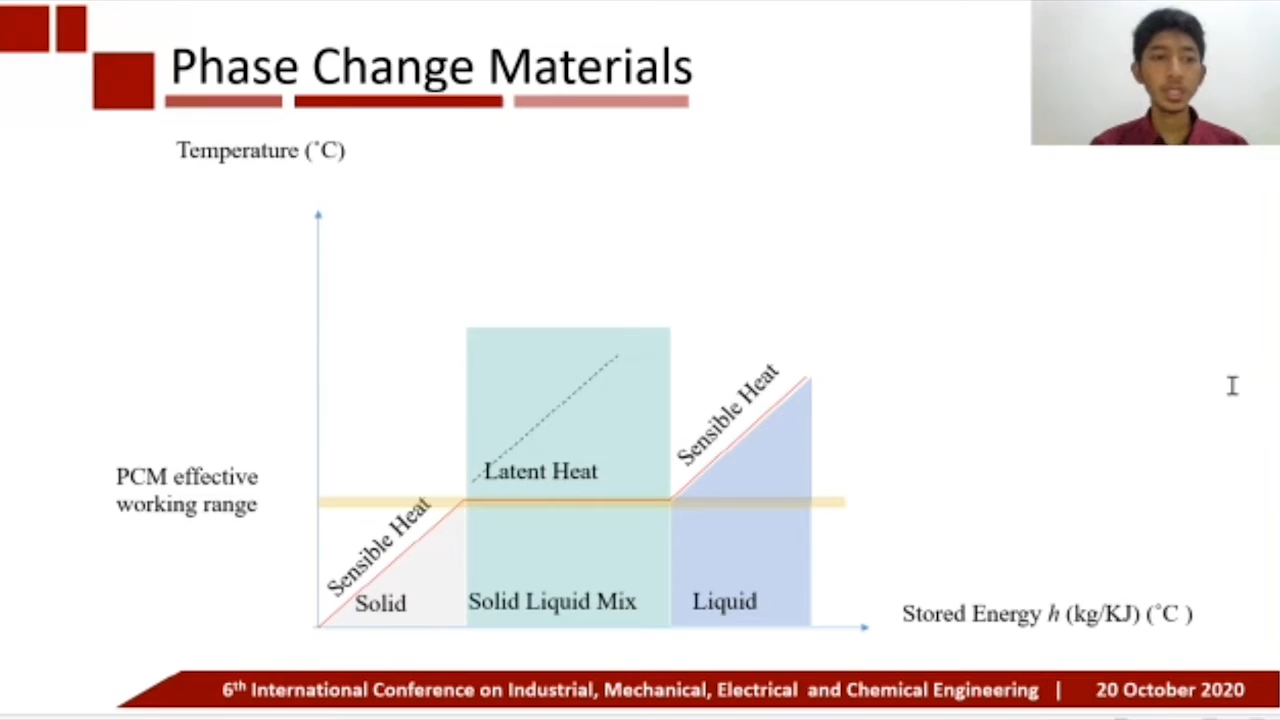 Phase Change Materials
Temperature (˚C)
Sensible Heat
Latent Heat
PCM effective
working range
Sensible Heat
Solid
Solid Liquid Mix
Liquid
Stored Energy h (kg/KJ) (˚C )
6th International Conference on Industrial, Mechanical, Electrical and Chemical Engineering | 20 October 2020